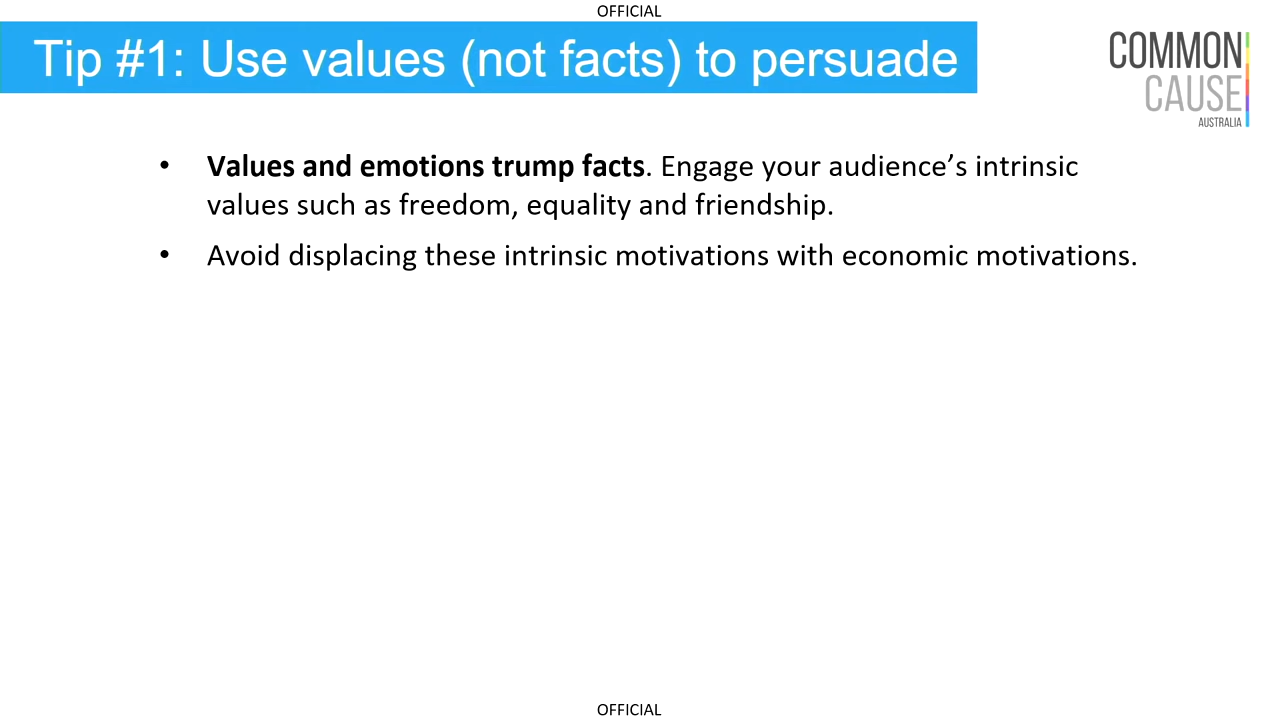 OFFICIAL
Tip #1: Use values (not facts) to persuade
COMMON
CAUSE
AUSTRALIA
• Values and emotions trump facts. Engage your audience’s intrinsic
values such as freedom, equality and friendship.
• Avoid displacing these intrinsic motivations with economic motivations.
OFFICIAL